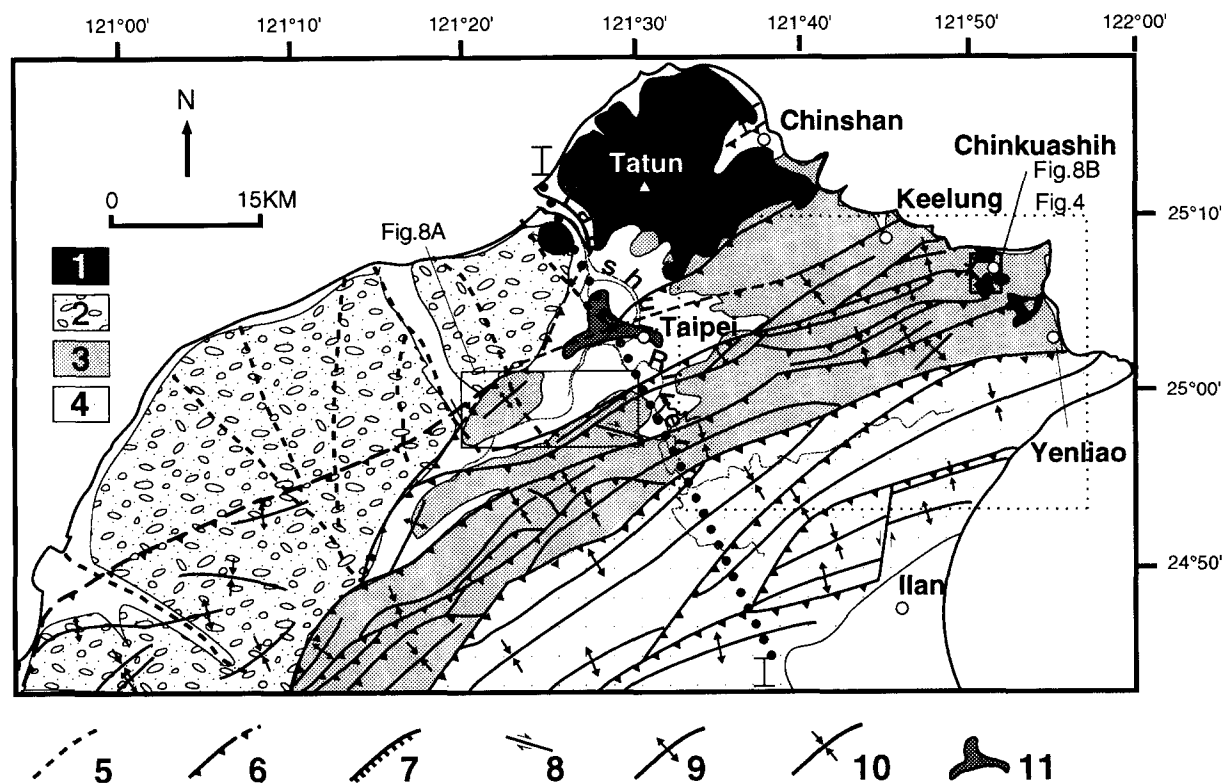 121°00' 121°10' 121°20' 121°30' 121°40' 121°50' 122°00'
N
0 15KM
Chinshan
Chinkuashih
Fig.8B
Fig.4
Keelung
Tatun
I
Fig.8A
25°10'
1
2
3
4
Taipei
River
25°00'
Yenliao
24°50'
Ilan
I
5 6 7 8 9 10 11